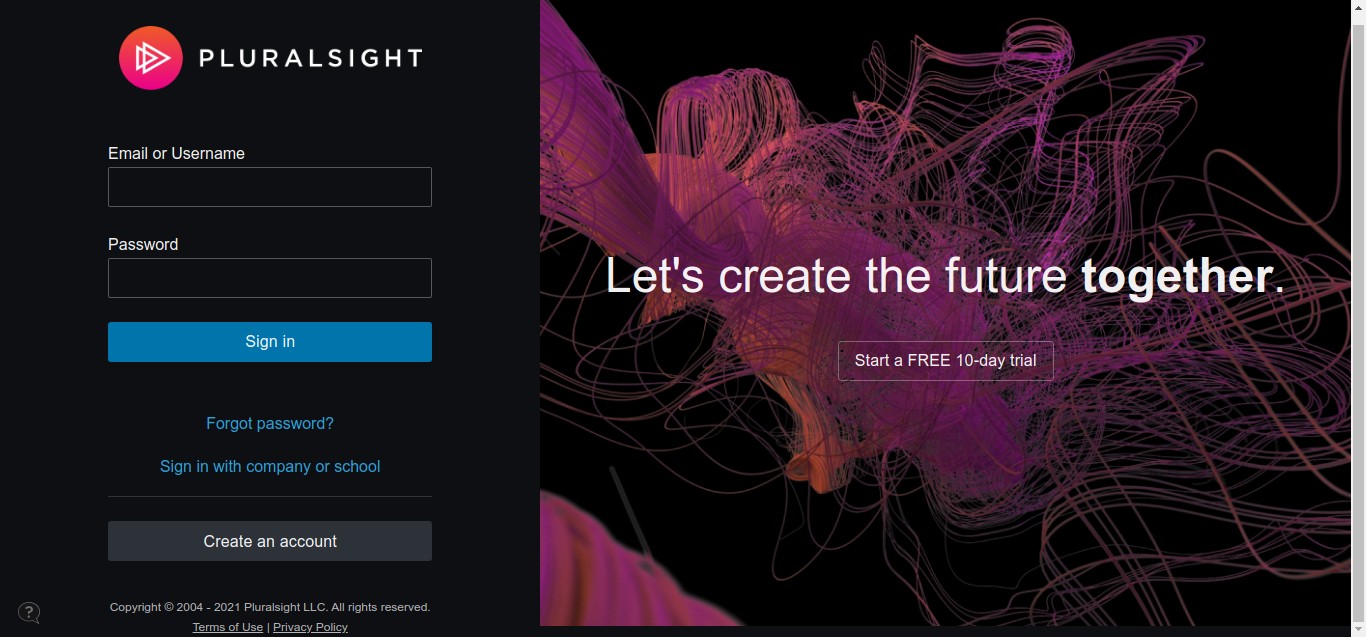 PLURALSIGHT
Email or Username
Password
Sign in
Forgot password?
Sign in with company or school
Create an account
Copyright © 2004 - 2021 Pluralsight LLC. All rights reserved.
Terms of Use | Privacy Policy
?
Let's create the future together.
Start a FREE 10-day trial